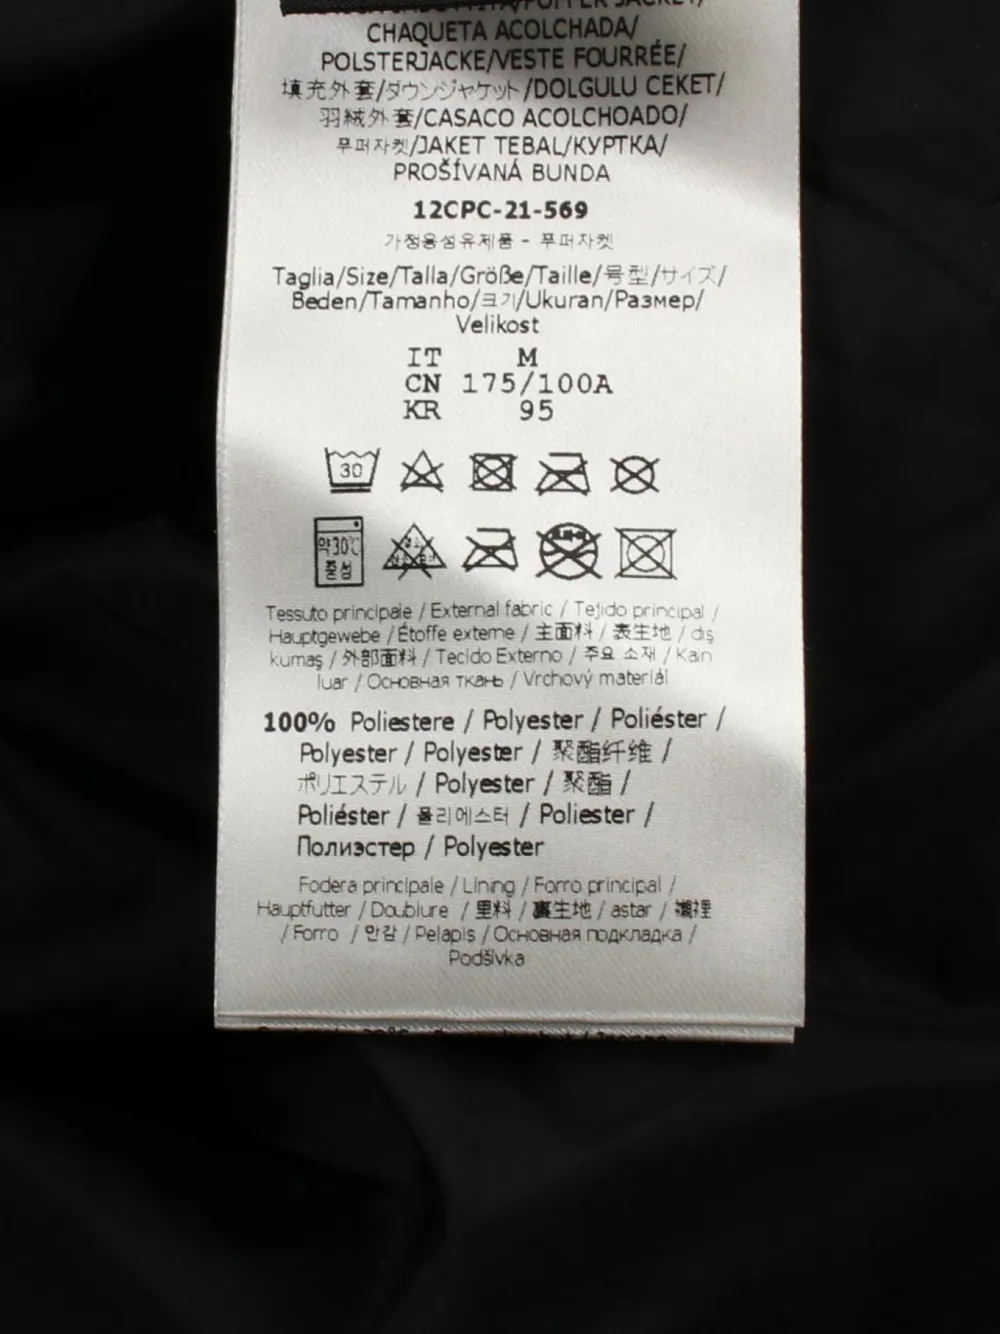 CHAQUETA ACOLCHADA/
POLSTERJACKE/VESTE FOURRÉE/
填充外套/ダウンジャケット/DOLGULU CEKET/
羽絨外套/CASACO ACOLCHOADO/
푸퍼자켓/JAKET TEBAL/КУРТКА/
PROŠÍVANÁ BUNDA
12CPC-21-569
가정용섬유제품 - 푸퍼자켓
Taglia/Size/Talla/Größe/Taille/号型/サイズ/
Beden/Tamanho/크기/Ukuran/Размер/
Velikost
IT M
CN 175/100A
KR 95
30
약30℃
중성
Tessuto principale / External fabric / Tejido principal /
Hauptgewebe / Étoffe externe / 主面料 / 表生地 / dış
kumaş / 外部面料 / Tecido Externo / 주요 소재 / Kain
luar / Основная ткань / Vrchový materiál
100% Poliestere / Polyester / Poliéster /
Polyester / Polyester / 聚酯纤维 /
ポリエステル / Polyester / 聚酯 /
Poliéster / 폴리에스터 / Poliester /
Полиэстер / Polyester
Fodera principale / Lining / Forro principal /
Hauptfutter / Doublure / 里料 / 裏生地 / astar / 襯裡
/ Forro / 안감 / Pelapis / Основная подкладка /
Podšívka